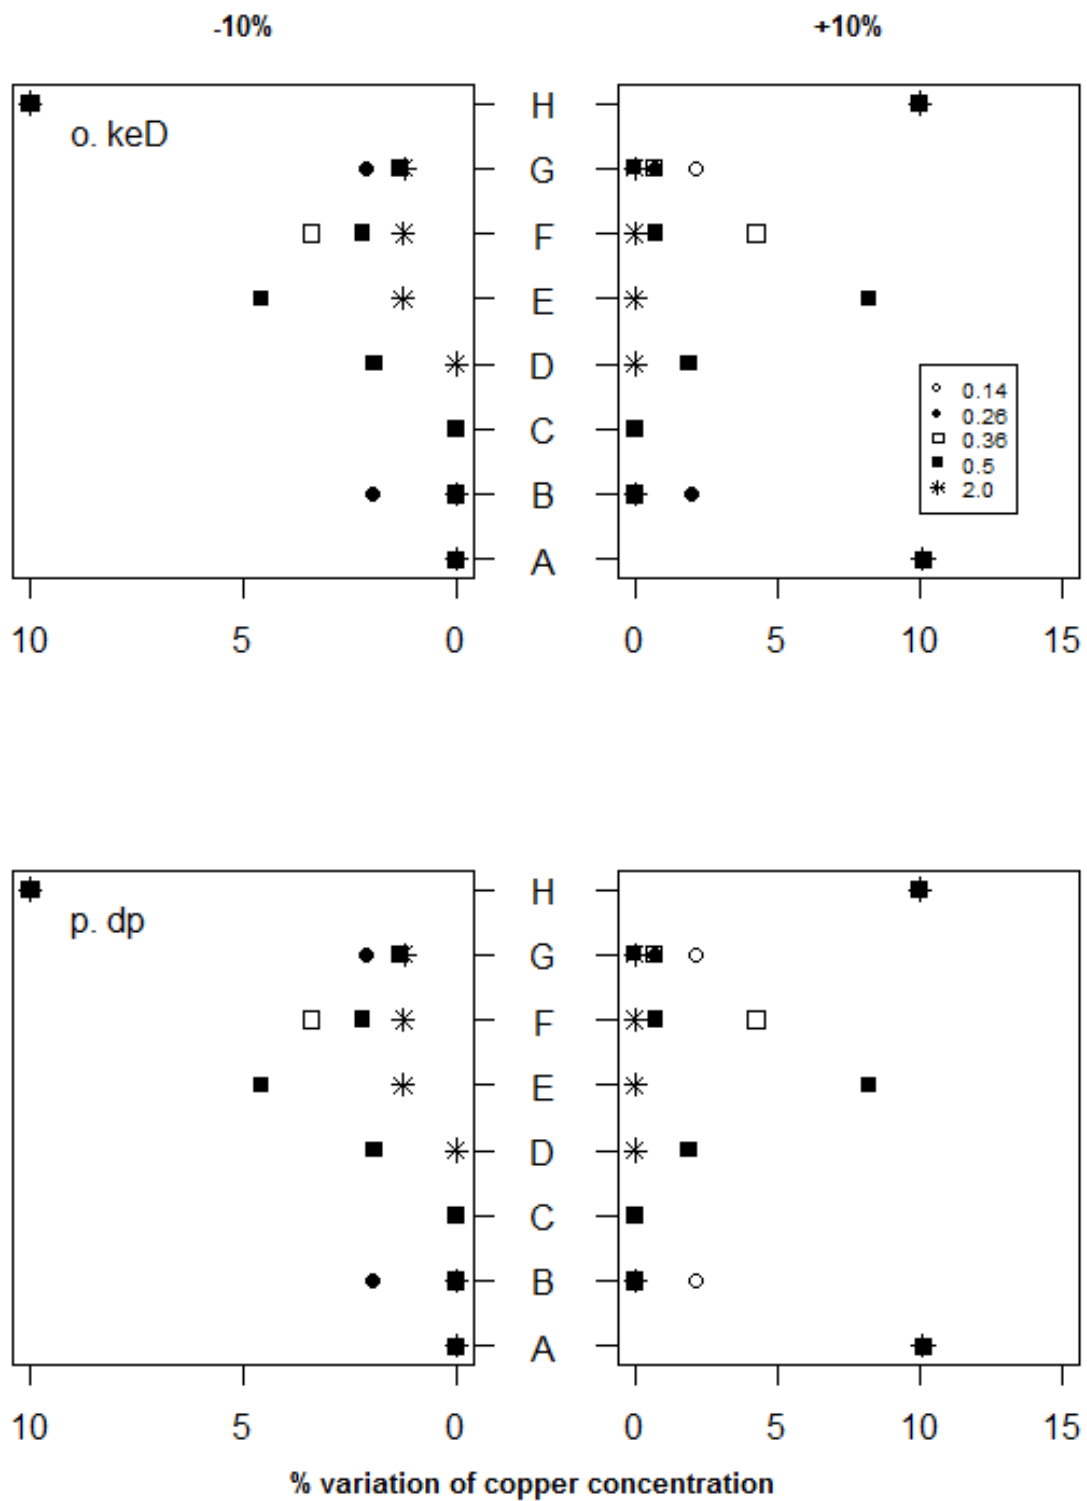 -10% +10%
o. keD
H
G
F
E
D
C
B
A
0.14
0.26
0.36
0.5
2.0
10 5 0 0 5 10 15
p. dp
H
G
F
E
D
C
B
A
10 5 0 0 5 10 15
% variation of copper concentration